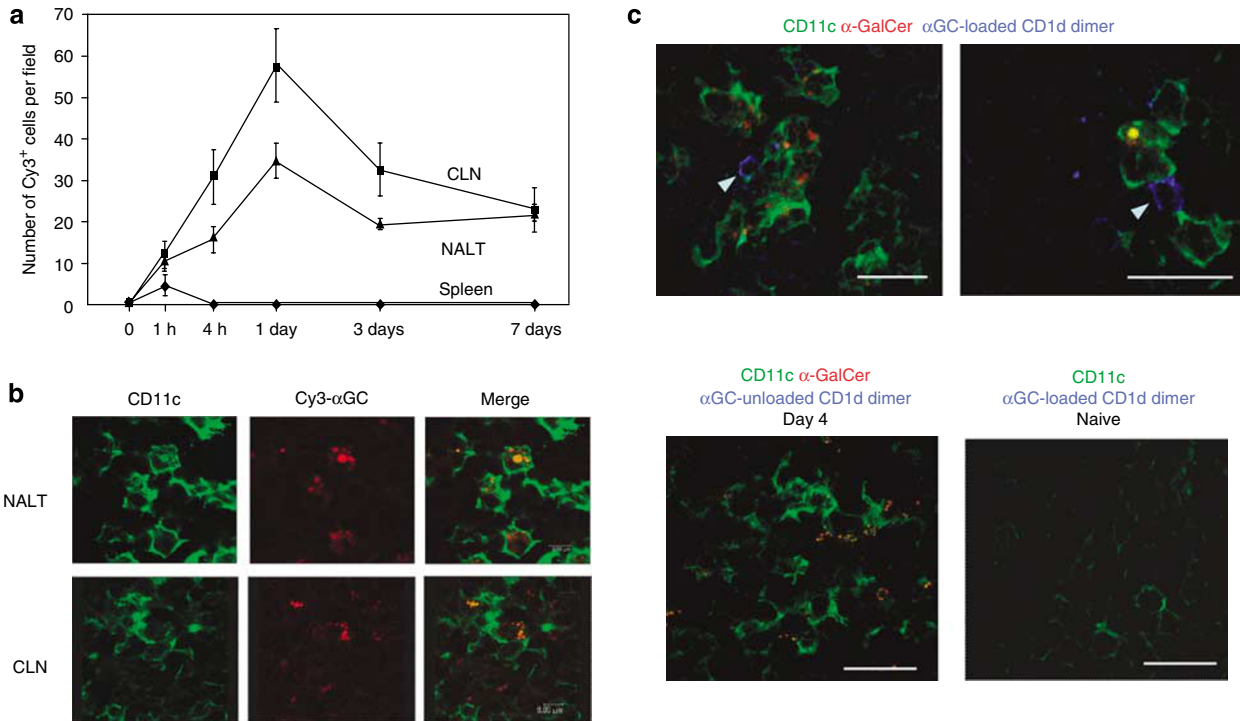 a
70
60
50
40
30
20
10
0
Number of Cy3+ cells per field
CLN
NALT
Spleen
0 1 h 4 h 1 day 3 days 7 days
b
CD11c Cy3-αGC Merge
NALT
CLN
c
CD11c α-GalCer αGC-loaded CD1d dimer
CD11c α-GalCer
αGC-unloaded CD1d dimer
Day 4
CD11c
αGC-loaded CD1d dimer
Naive